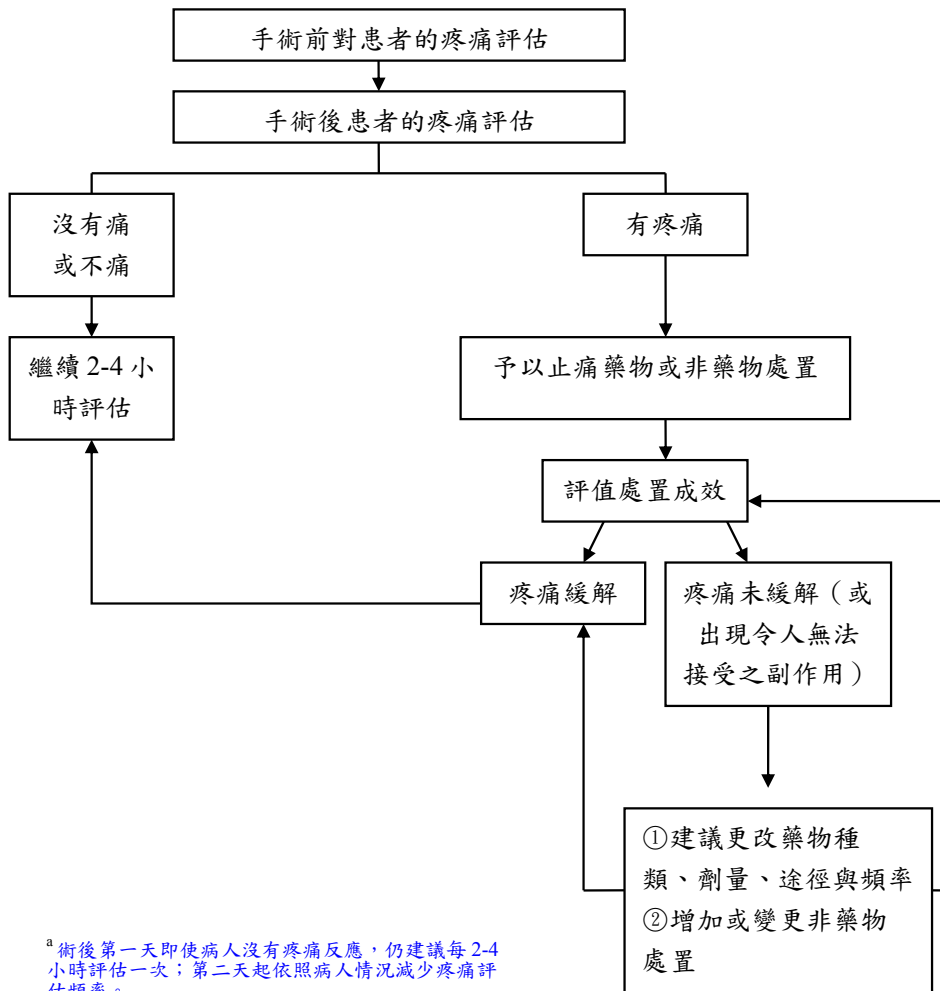 手術前對患者的疼痛評估
手術後患者的疼痛評估
沒有痛
或不痛
有疼痛
繼續 2-4 小
時評估
予以止痛藥物或非藥物處置
評值處置成效
疼痛緩解
疼痛未緩解（或
出現令人無法
接受之副作用）
①建議更改藥物種
類、劑量、途徑與頻率
②增加或變更非藥物
處置
a 術後第一天即使病人沒有疼痛反應，仍建議每 2-4
小時評估一次；第二天起依照病人情況減少疼痛評
估頻率。